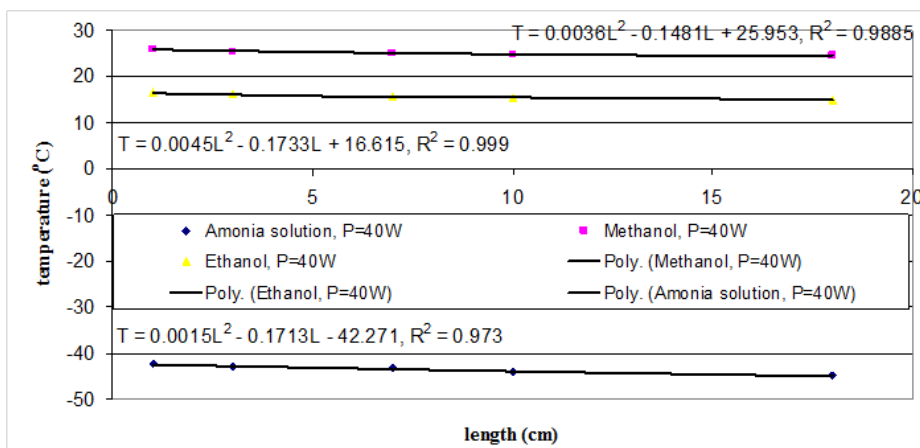 30
T = 0.0036L² - 0.1481L + 25.953, R² = 0.9885
20
10
T = 0.0045L² - 0.1733L + 16.615, R² = 0.999
0
0 5 10 15 20
-10
Amonia solution, P=40W Methanol, P=40W
Ethanol, P=40W Poly. (Methanol, P=40W)
Poly. (Ethanol, P=40W) Poly. (Amonia solution, P=40W)
-20
-30
T = 0.0015L² - 0.1713L - 42.271, R² = 0.973
-40
-50
temperature (⁰C)
length (cm)